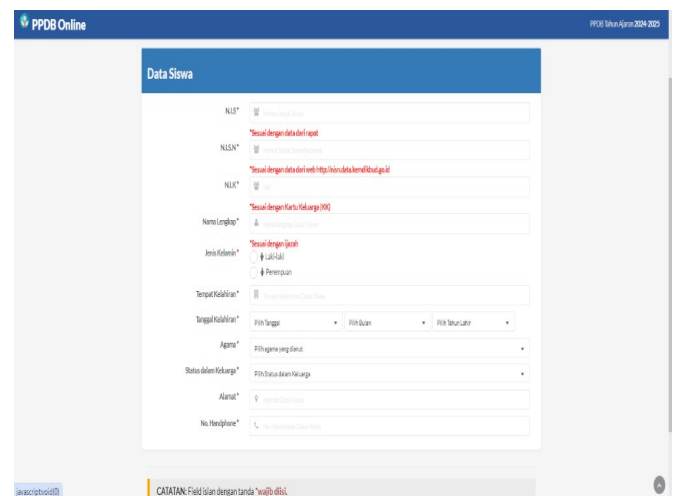 PPDB Online
PPDB Tahun Ajaran 2024-2025
Data Siswa
N.I.S*
*Sesuai dengan data dari rapot
N.I.S.N*
*Sesuai dengan data dari web http://nisn.data.kemdikbud.go.id
N.I.K*
NIK
*Sesuai dengan Kartu Keluarga (KK)
Nama Lengkap*
*Sesuai dengan ijazah
Jenis Kelamin*
Laki-laki
Perempuan
Tempat Kelahiran*
Tanggal Kelahiran*
Pilih Tanggal
Pilih Bulan
Pilih Tahun Lahir
Agama*
Pilih agama yang dianut
Status dalam Keluarga*
Pilih Status dalam Keluarga
Alamat*
No. Handphone*
CATATAN: Field isian dengan tanda *wajib diisi.
javascript:void(0)